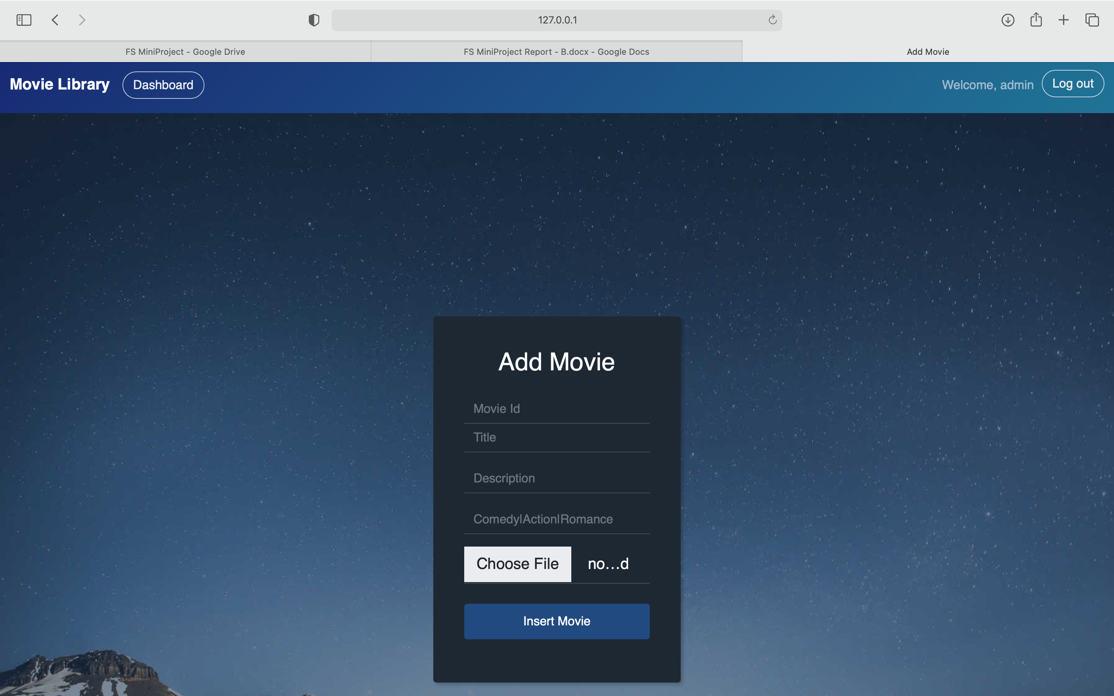 127.0.0.1
FS MiniProject - Google Drive
FS MiniProject Report - B.docx - Google Docs
Add Movie
Movie Library
Dashboard
Welcome, admin
Log out
Add Movie
Movie Id
Title
Description
Comedy|Action|Romance
Choose File no...d
Insert Movie